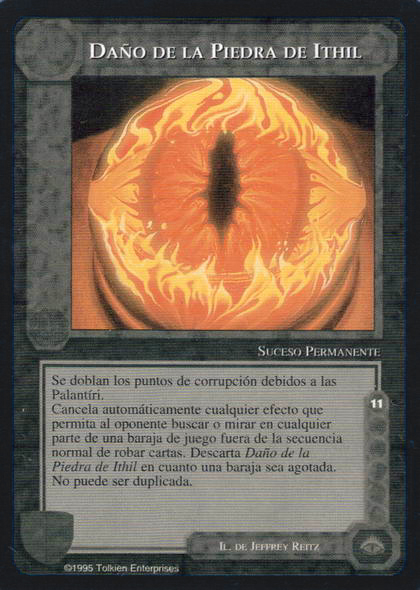 DAÑO DE LA PIEDRA DE ITHIL
SUCESO PERMANENTE
Se doblan los puntos de corrupción debidos a las
Palantíri.
Cancela automáticamente cualquier efecto que
permita al oponente buscar o mirar en cualquier
parte de una baraja de juego fuera de la secuencia
normal de robar cartas. Descarta Daño de la
Piedra de Ithil en cuanto una baraja sea agotada.
No puede ser duplicada.
11
IL. DE JEFFREY REITZ
©1995 Tolkien Enterprises